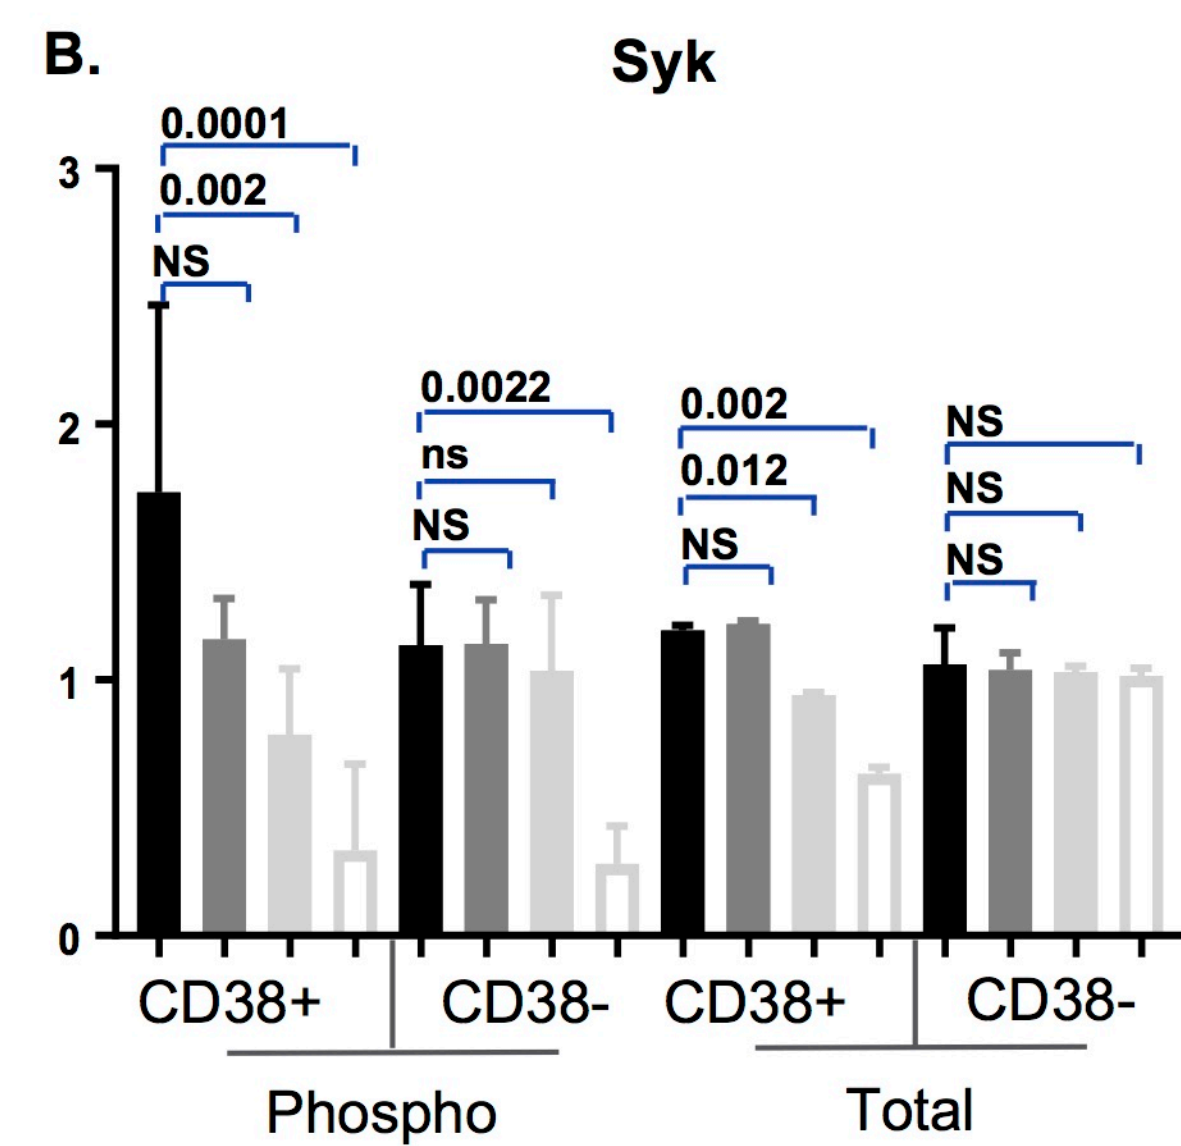 B.
Syk
0.0001
3
0.002
NS
0.0022
0.002
NS
2
ns
0.012
NS
NS
NS
NS
1
0
CD38+ CD38- CD38+ CD38-
Phospho Total